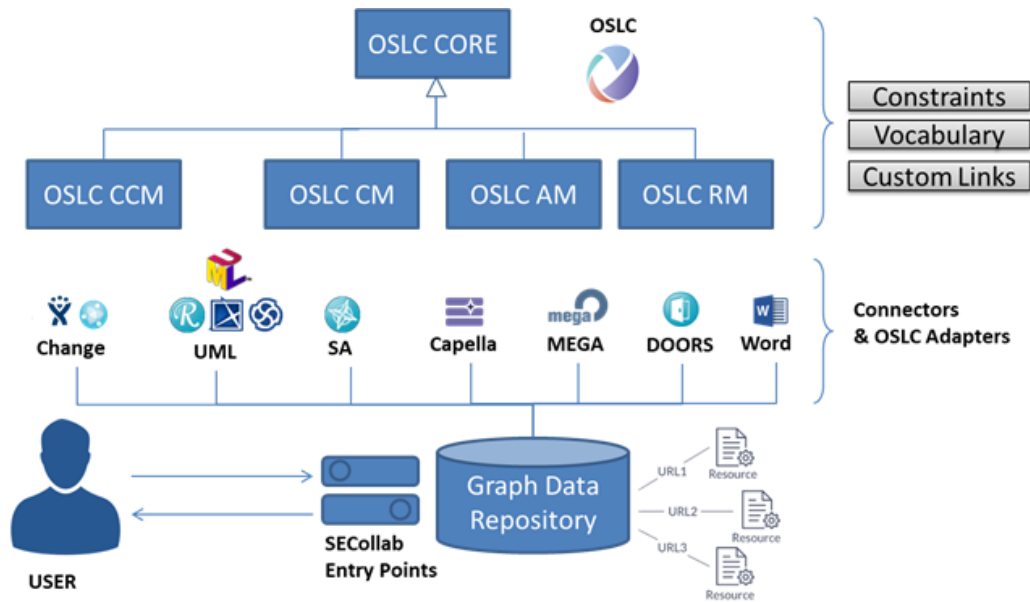 OSLC CORE
OSLC
Constraints
Vocabulary
Custom Links
OSLC CCM
OSLC CM
OSLC AM
OSLC RM
UML
R
mega
W
Change
UML
SA
Capella
MEGA
DOORS
Word
Connectors
& OSLC Adapters
Graph Data
Repository
URL1
Resource
URL2
Resource
URL3
Resource
SECollab
Entry Points
USER